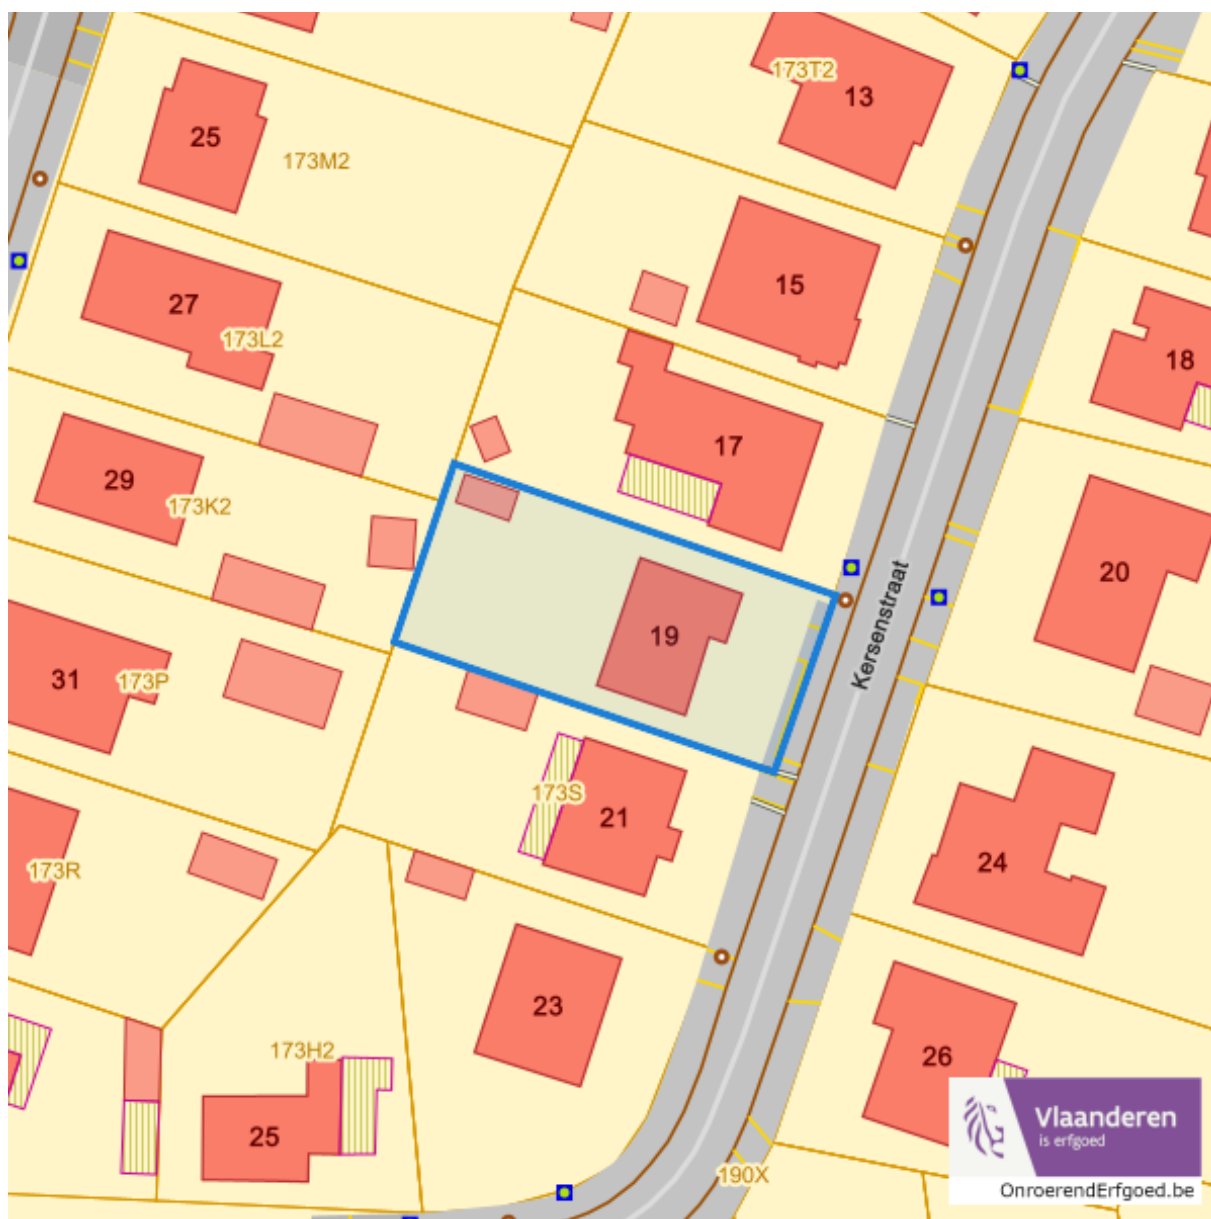 13
173T2
25
173M2
15
27
173L2
18
17
29
173K2
20
Kersenstraat
19
31
173P
173S
21
24
173R
23
173H2
26
25
190X
Vlaanderen
is erfgoed
OnroerendErfgoed.be